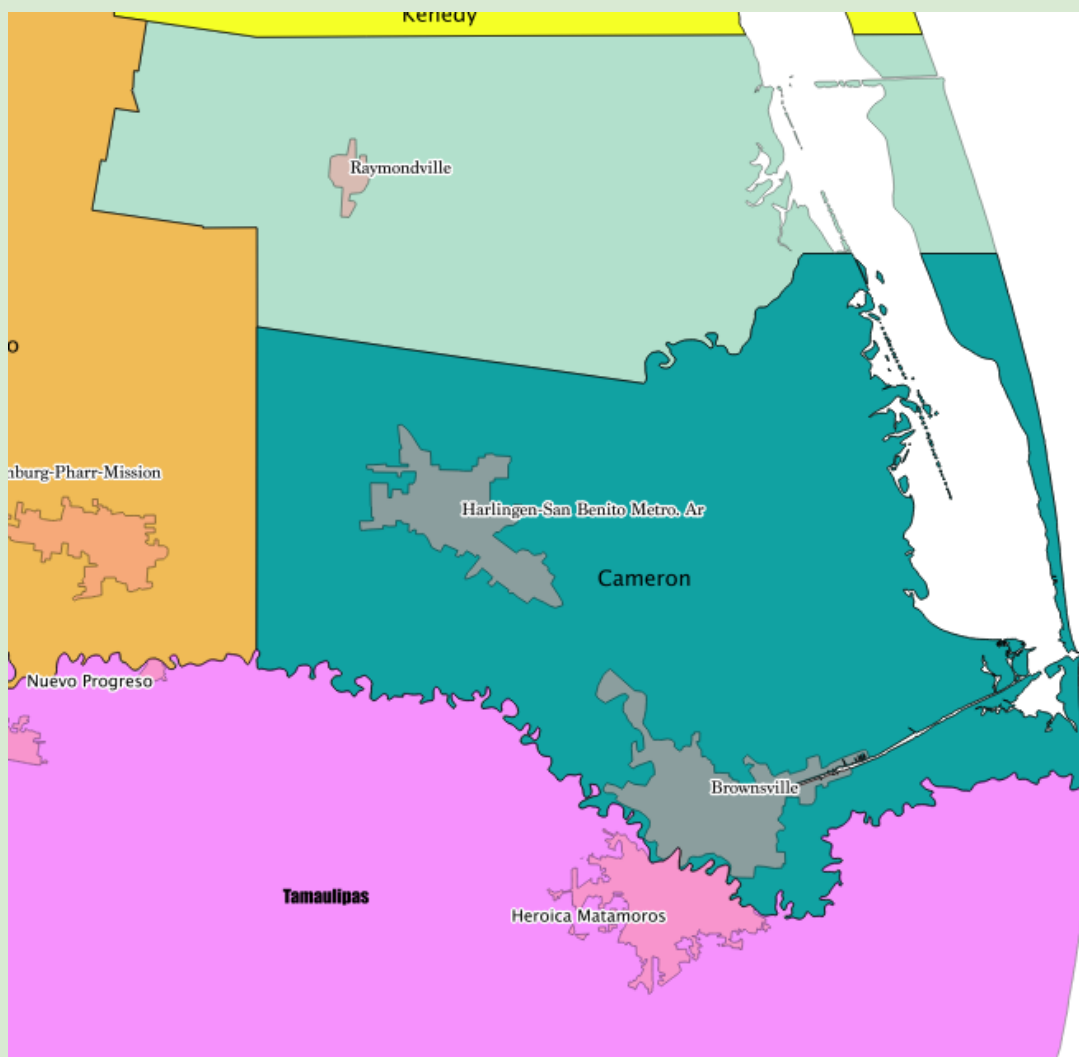 Kenedy
Raymondville
o
nburg-Pharr-Mission
Harlingen-San Benito Metro. Ar
Cameron
Nuevo Progreso
Brownsville
Tamaulipas
Heroica Matamoros